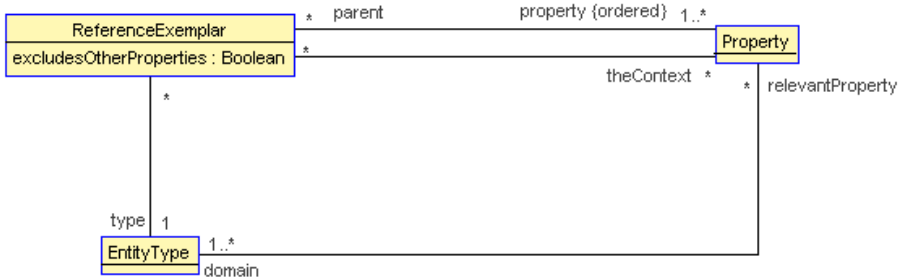 * parent property {ordered} 1..*
ReferenceExemplar
excludesOtherProperties : Boolean
*
Property
theContext *
* relevantProperty
*
type 1
EntityType
1..*
domain